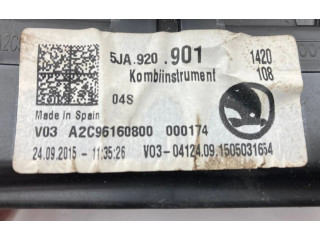 5JA.920.901 1420
Kombiinstrument 108
04S
Made in Spain
V03 A2C96160800 000174
24.09.2015 - 11:35:26 V03-04124.09.1505031654